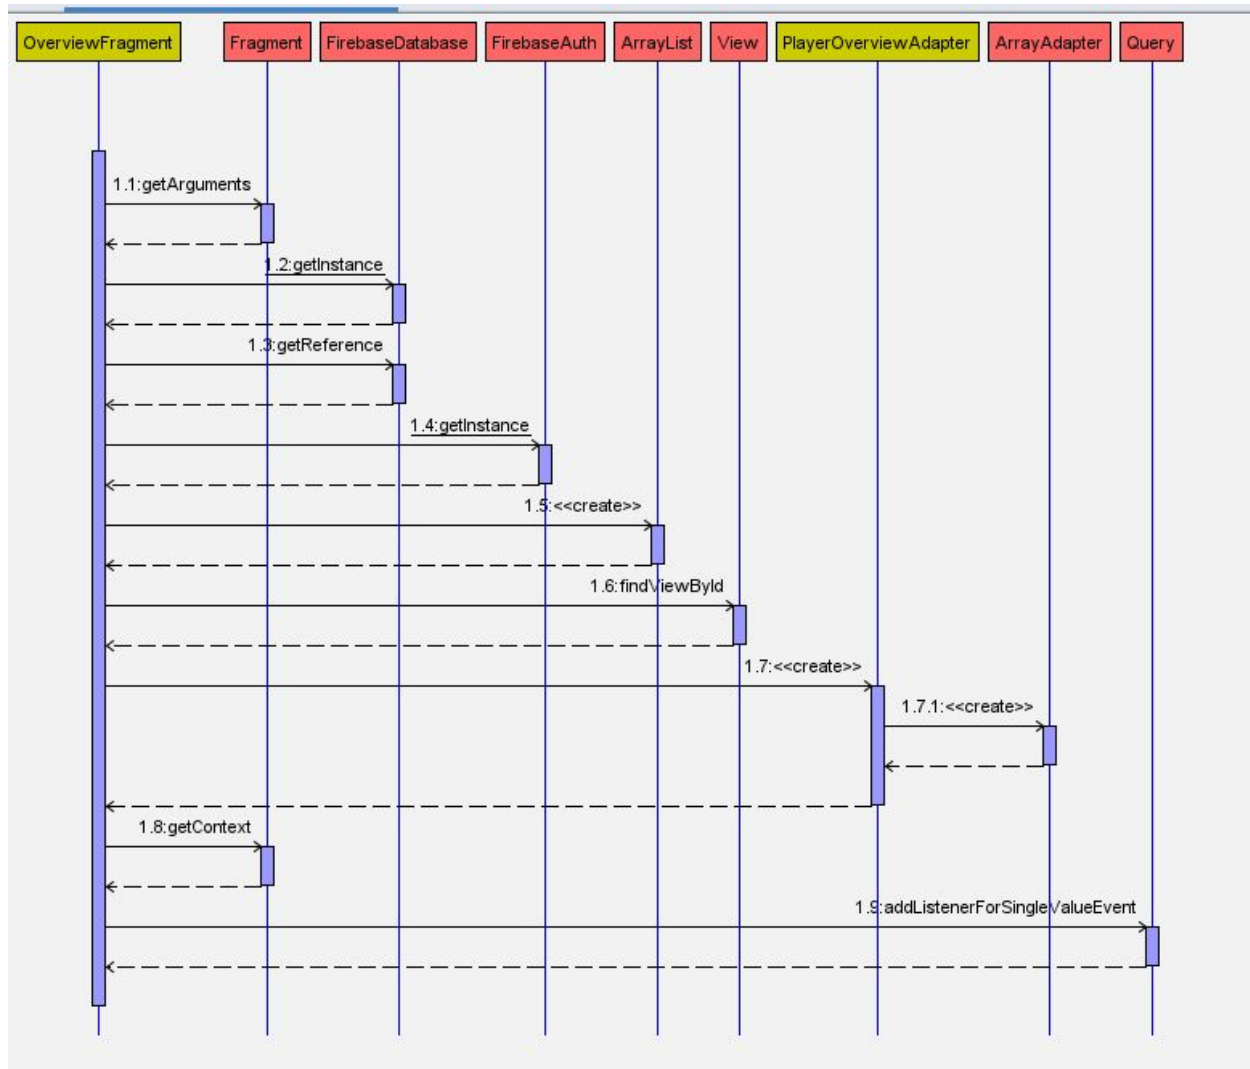 OverviewFragment
Fragment
FirebaseDatabase
FirebaseAuth
ArrayList
View
PlayerOverviewAdapter
ArrayAdapter
Query
1.1:getArguments
1.2:getInstance
1.3:getReference
1.4:getInstance
1.5:<<create>>
1.6:findViewById
1.7:<<create>>
1.7.1:<<create>>
1.8:getContext
1.9:addListenerForSingleValueEvent